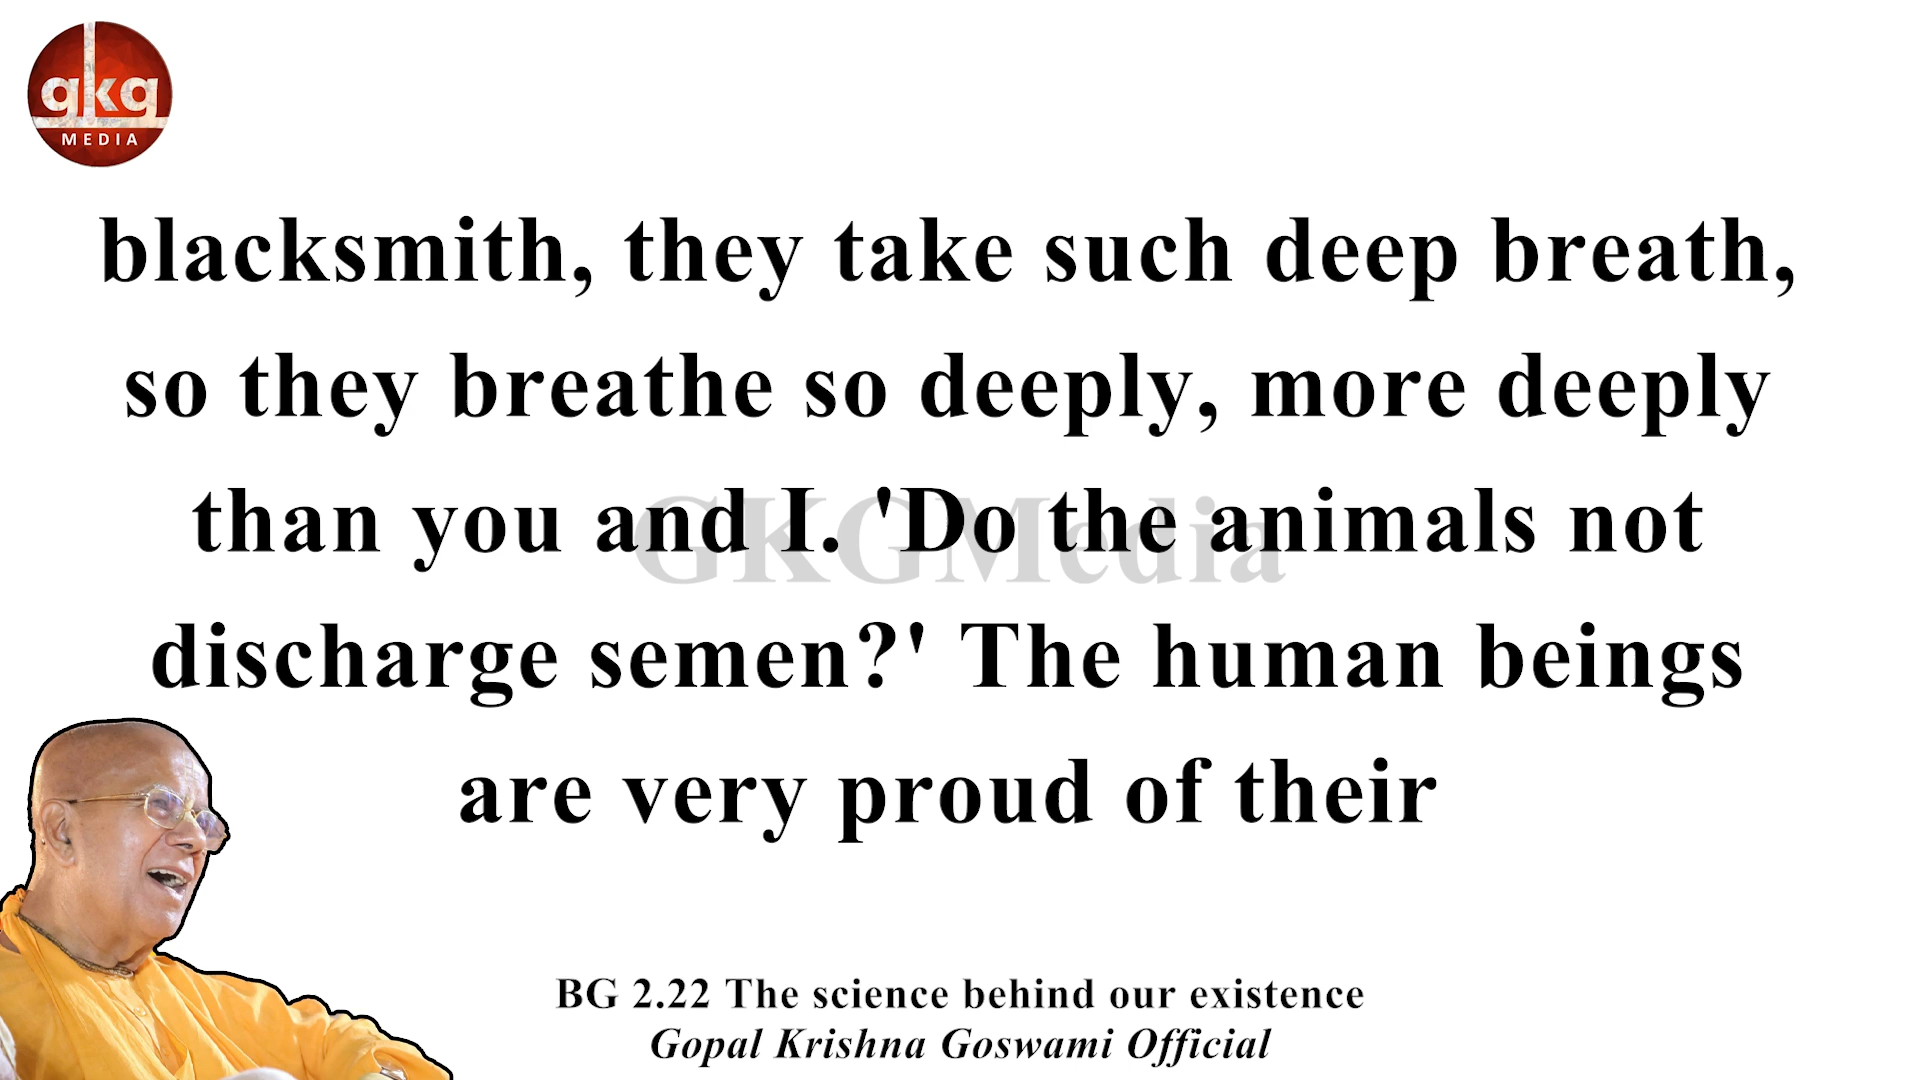 gkg
MEDIA
blacksmith, they take such deep breath,
so they breathe so deeply, more deeply
than you and I. 'Do the animals not
discharge semen?' The human beings
are very proud of their
GKGMedia
BG 2.22 The science behind our existence
Gopal Krishna Goswami Official